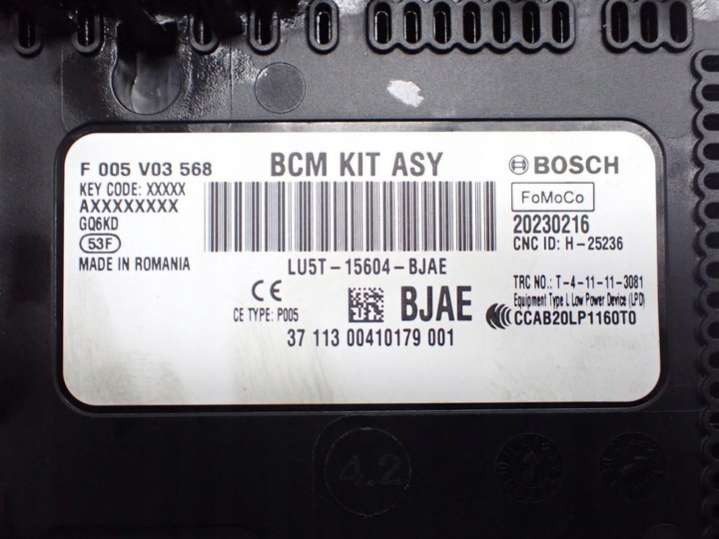 F 005 V03 568
KEY CODE: XXXXX
AXXXXXXXX
GQ6KD
53F
MADE IN ROMANIA
BCM KIT ASY
LU5T-15604-BJAE
CE
CE TYPE: P005
BJAE
37 113 00410179 001
BOSCH
FoMoCo
20230216
CNC ID: H-25236
TRC NO.: T-4-11-11-3081
Equipment Type L Low Power Device (LPD)
CCAB20LP1160T0
4.2